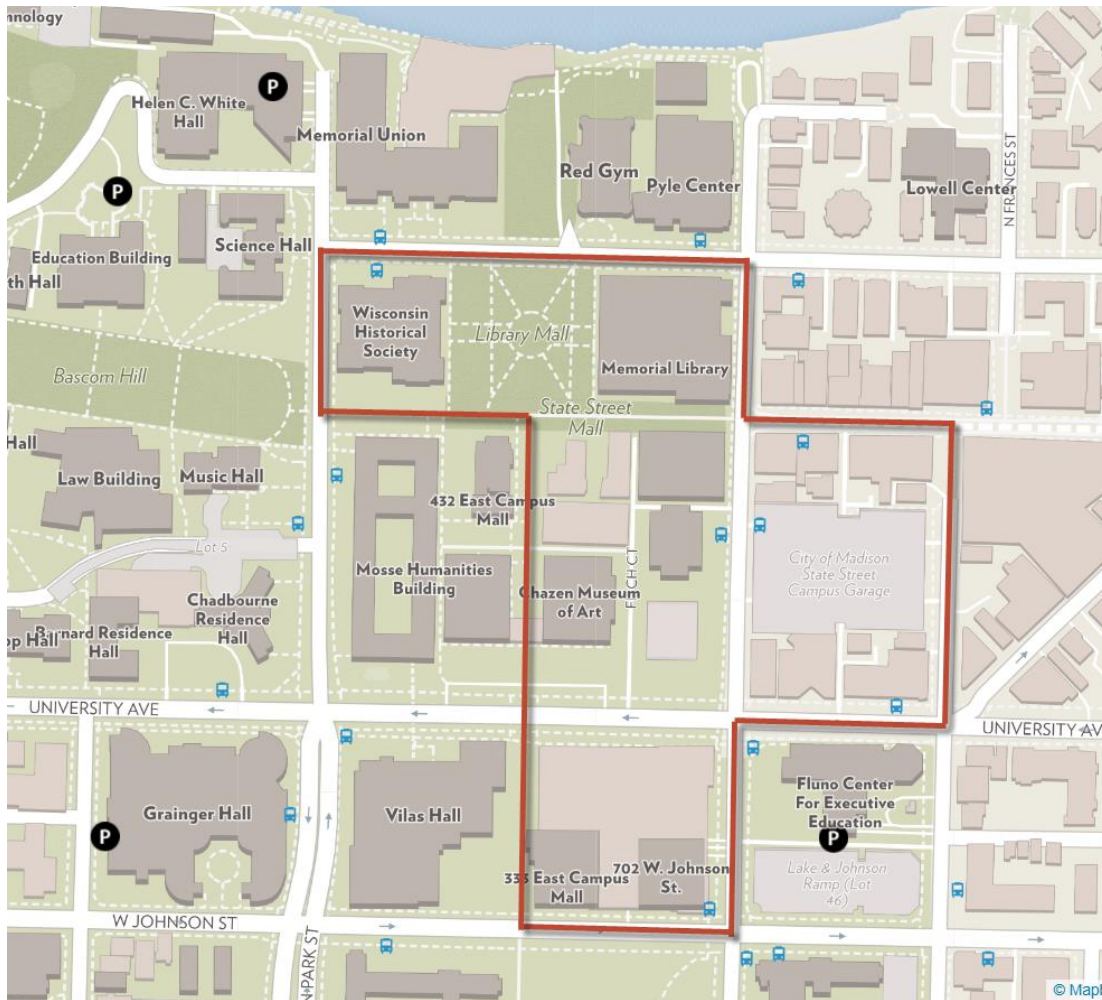 hnology
P
Helen C. White
Hall
Memorial Union
Red Gym
Pyle Center
Lowell Center
N FRANCES ST
P
Education Building
Science Hall
th Hall
Wisconsin
Historical
Society
Library Mall
Memorial Library
Bascom Hill
State Street
Mall
Hall
Law Building
Music Hall
432 East Campus
Mall
Lot 5
Mosse Humanities
Building
Chazen Museum
of Art
City of Madison
State Street
Campus Garage
Chadbourne
Residence
Hall
op Hall
Barnard Residence
Hall
UNIVERSITY AVE
UNIVERSITY AV
Grainger Hall
Vilas Hall
Fluno Center
For Executive
Education
P
P
333 East Campus
Mall
702 W. Johnson
St.
Lake & Johnson
Ramp (Lot
46)
W JOHNSON ST
N PARK ST
© Mapb